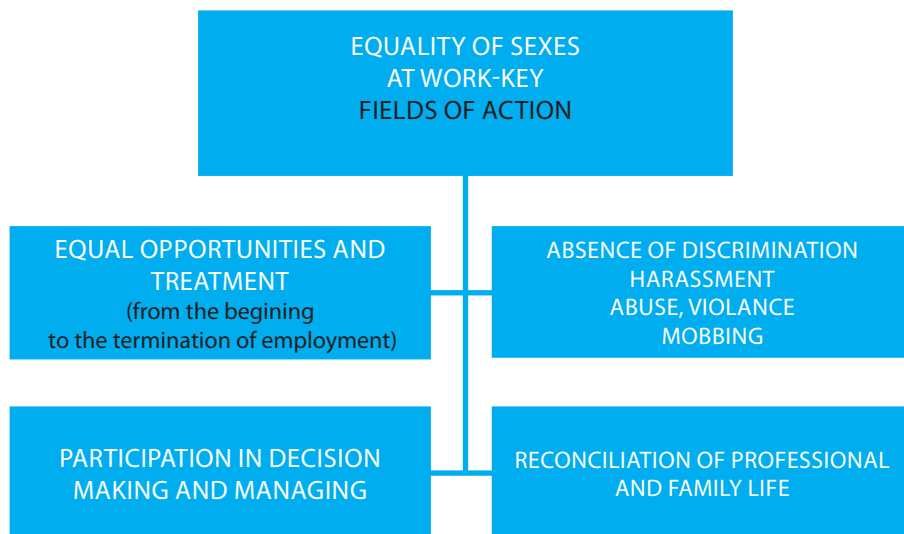 EQUALITY OF SEXES
AT WORK-KEY
FIELDS OF ACTION
EQUAL OPPORTUNITIES AND
TREATMENT
(from the begining
to the termination of employment)
ABSENCE OF DISCRIMINATION
HARASSMENT
ABUSE, VIOLANCE
MOBBING
PARTICIPATION IN DECISION
MAKING AND MANAGING
RECONCILIATION OF PROFESSIONAL
AND FAMILY LIFE